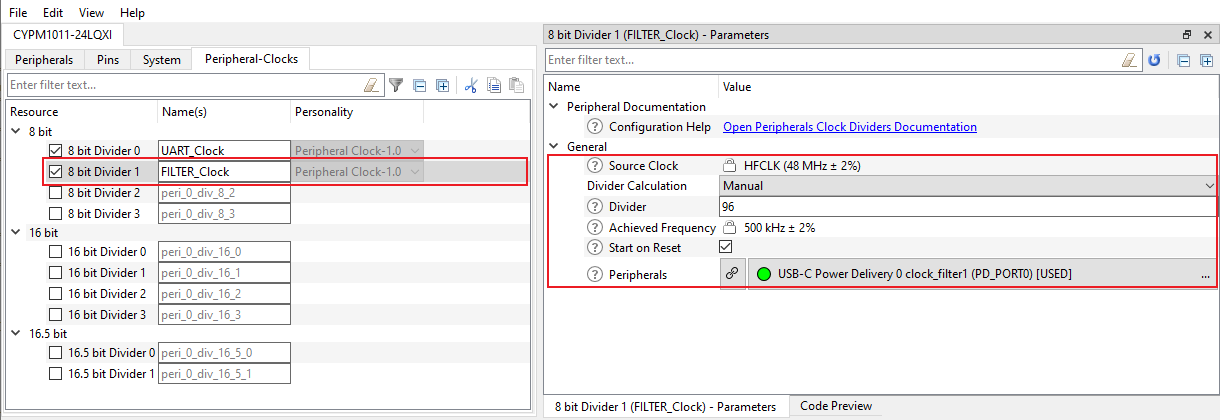 File Edit View Help
CYPM1011-24LQXI
Peripherals Pins System Peripheral-Clocks
Enter filter text...
Resource Name(s) Personality
8 bit
8 bit Divider 0 UART_Clock Peripheral Clock-1.0
8 bit Divider 1 FILTER_Clock Peripheral Clock-1.0
8 bit Divider 2 peri_0_div_8_2
8 bit Divider 3 peri_0_div_8_3
16 bit
16 bit Divider 0 peri_0_div_16_0
16 bit Divider 1 peri_0_div_16_1
16 bit Divider 2 peri_0_div_16_2
16 bit Divider 3 peri_0_div_16_3
16.5 bit
16.5 bit Divider 0 peri_0_div_16_5_0
16.5 bit Divider 1 peri_0_div_16_5_1
8 bit Divider 1 (FILTER_Clock) - Parameters
Enter filter text...
Name Value
Peripheral Documentation
? Configuration Help Open Peripherals Clock Dividers Documentation
General
? Source Clock HFCLK (48 MHz ± 2%)
Divider Calculation Manual
? Divider 96
? Achieved Frequency 500 kHz ± 2%
? Start on Reset
? Peripherals USB-C Power Delivery 0 clock_filter1 (PD_PORT0) [USED] ...
8 bit Divider 1 (FILTER_Clock) - Parameters Code Preview